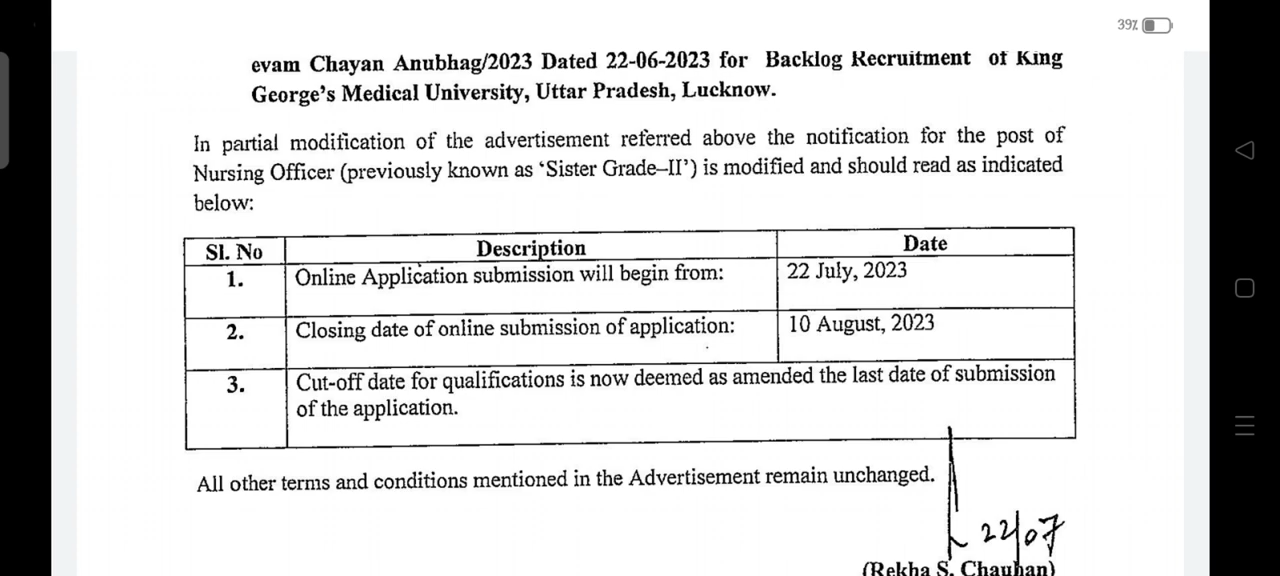 39%
evam Chayan Anubhag/2023 Dated 22-06-2023 for Backlog Recruitment of King
George's Medical University, Uttar Pradesh, Lucknow.
In partial modification of the advertisement referred above the notification for the post of
Nursing Officer (previously known as 'Sister Grade–II') is modified and should read as indicated
below:
Sl. No Description Date
1. Online Application submission will begin from: 22 July, 2023
2. Closing date of online submission of application: 10 August, 2023
3. Cut-off date for qualifications is now deemed as amended the last date of submission
of the application.
All other terms and conditions mentioned in the Advertisement remain unchanged.
22/07
(Rekha S. Chauhan)